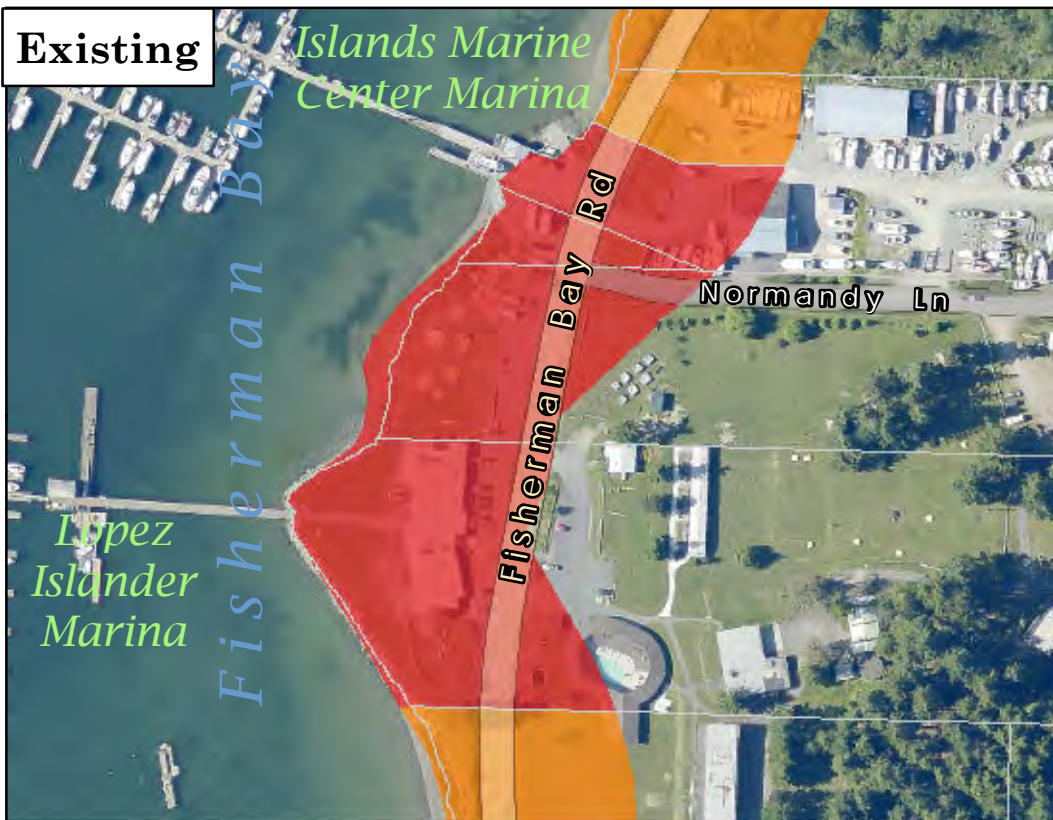 Existing
Islands Marine
Center Marina
Fisherman Bay
Fisherman Bay Rd
Normandy Ln
Lopez
Islander
Marina